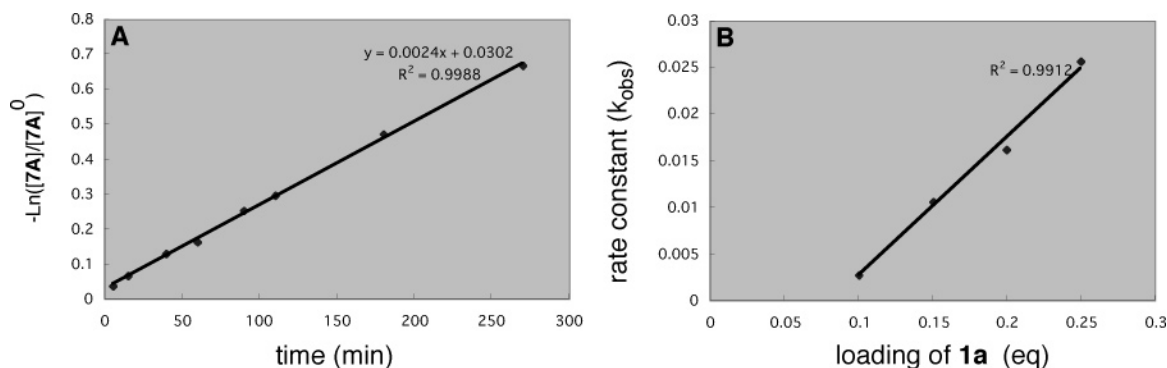 A
y = 0.0024x + 0.0302
R² = 0.9988
-Ln([7A]/[7A]⁰)
0.8
0.7
0.6
0.5
0.4
0.3
0.2
0.1
0
0 50 100 150 200 250 300
time (min)
B
R² = 0.9912
rate constant (kobs)
0.03
0.025
0.02
0.015
0.01
0.005
0
0 0.05 0.1 0.15 0.2 0.25 0.3
loading of 1a (eq)